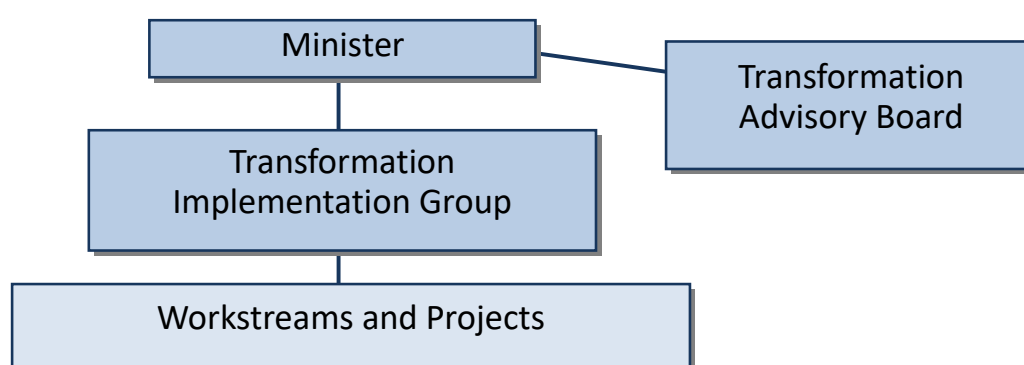 Minister
Transformation
Advisory Board
Transformation
Implementation Group
Workstreams and Projects